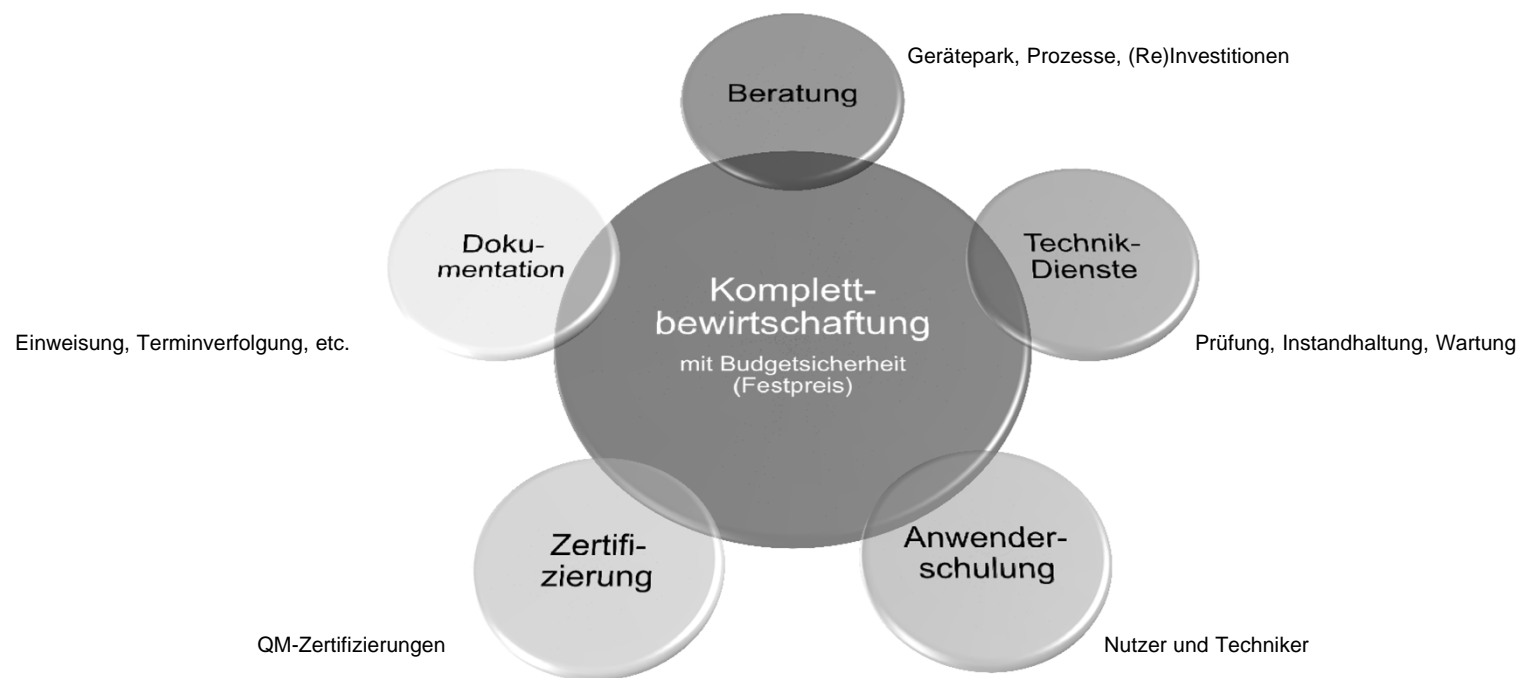 Gerätepark, Prozesse, (Re)Investitionen
Beratung
Doku-
mentation
Technik-
Dienste
Komplett-
bewirtschaftung
mit Budgetsicherheit
(Festpreis)
Einweisung, Terminverfolgung, etc.
Prüfung, Instandhaltung, Wartung
Zertifi-
zierung
Anwender-
schulung
QM-Zertifizierungen
Nutzer und Techniker